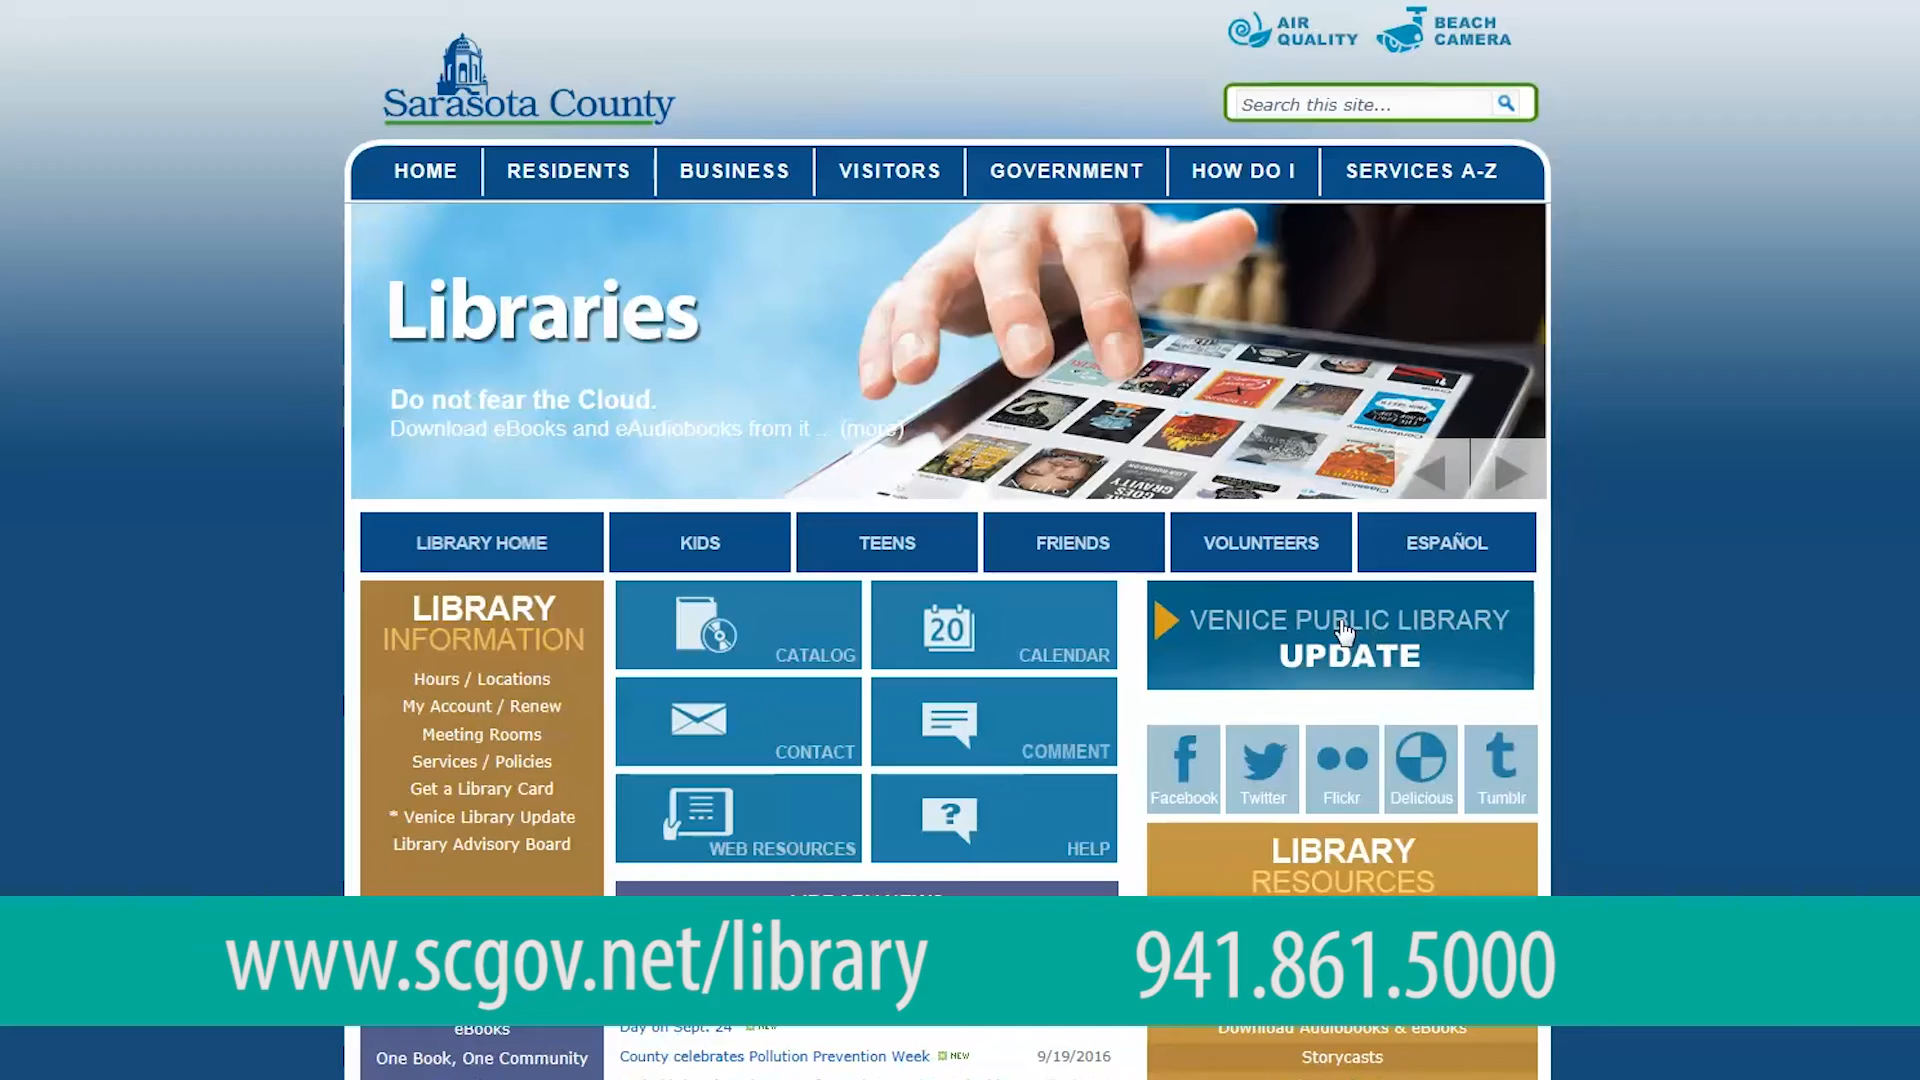 AIR
QUALITY
BEACH
CAMERA
Sarasota County
Search this site...
HOME
RESIDENTS
BUSINESS
VISITORS
GOVERNMENT
HOW DO I
SERVICES A-Z
Libraries
Do not fear the Cloud.
Download eBooks and eAudiobooks from it ... (more)
LIBRARY HOME
KIDS
TEENS
FRIENDS
VOLUNTEERS
ESPAÑOL
LIBRARY
INFORMATION
Hours / Locations
My Account / Renew
Meeting Rooms
Services / Policies
Get a Library Card
* Venice Library Update
Library Advisory Board
CATALOG
20
CALENDAR
CONTACT
COMMENT
WEB RESOURCES
?
HELP
VENICE PUBLIC LIBRARY
UPDATE
Facebook
Twitter
Flickr
Delicious
Tumblr
LIBRARY
RESOURCES
www.scgov.net/library
941.861.5000
eBooks
One Book, One Community
Day on Sept. 24 NEW
County celebrates Pollution Prevention Week NEW 9/19/2016
Download Audiobooks & eBooks
Storycasts